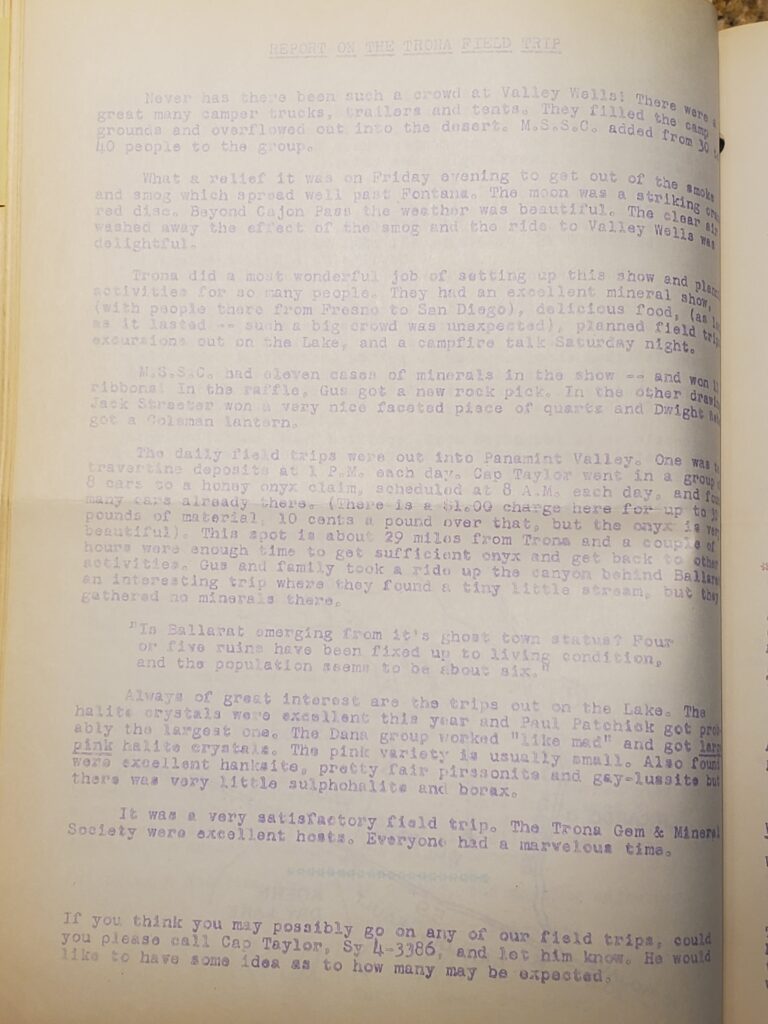 REPORT ON THE TRONA FIELD TRIP
Never has there been such a crowd at Valley Wells! There were a
great many camper trucks, trailers and tents. They filled the camp
grounds and overflowed out into the desert. M.S.S.C. added from 30
40 people to the group.
What a relief it was on Friday evening to get out of the smoke
and smog which spread well past Fontana. The moon was a striking
red disc. Beyond Cajon Pass the weather was beautiful. The clear air
washed away the effect of the smog and the ride to Valley Wells was
delightful.
Trona did a most wonderful job of setting up this show and
activities for so many people. They had an excellent mineral show,
(with people there from Fresno to San Diego), delicious food, (as
as it lasted -- such a big crowd was unexpected), planned field
excursions out on the Lake, and a campfire talk Saturday night.
M.S.S.C. had eleven cases of minerals in the show -- and won
ribbons! In the raffle, Gus got a new rock pick. In the other
Jack Streeter won a very nice faceted piece of quartz and Dwight
got a Coleman lantern.
The daily field trips were out into Panamint Valley. One was
travertine deposits at 1 P.M. each day. Cap Taylor went in a group
8 cars to a honey onyx claim, scheduled at 8 A.M. each day, and
many cars already there. (There is a $1.00 charge here for up to
pounds of material, 10 cents a pound over that, but the onyx is
beautiful). This spot is about 29 miles from Trona and a couple of
hours were enough time to get sufficient onyx and get back to other
activities. Gus and family took a ride up the canyon behind
an interesting trip where they found a tiny little stream, but they
gathered no minerals there.
"Is Ballarat emerging from it's ghost town status? Four
or five ruins have been fixed up to living condition,
and the population seems to be about six."
Always of great interest are the trips out on the Lake. The
halite crystals were excellent this year and Paul Patchick got prob-
ably the largest one. The Dana group worked "like mad" and got
pink halite crystals. The pink variety is usually small. Also found
were excellent hanksite, pretty fair pirssonite and gay-lussite but
there was very little sulphohalite and borax.
It was a very satisfactory field trip. The Trona Gem & Mineral
Society were excellent hosts. Everyone had a marvelous time.
If you think you may possibly go on any of our field trips, could
you please call Cap Taylor, Sy 4-3386, and let him know. He would
like to have some idea as to how many may be expected.